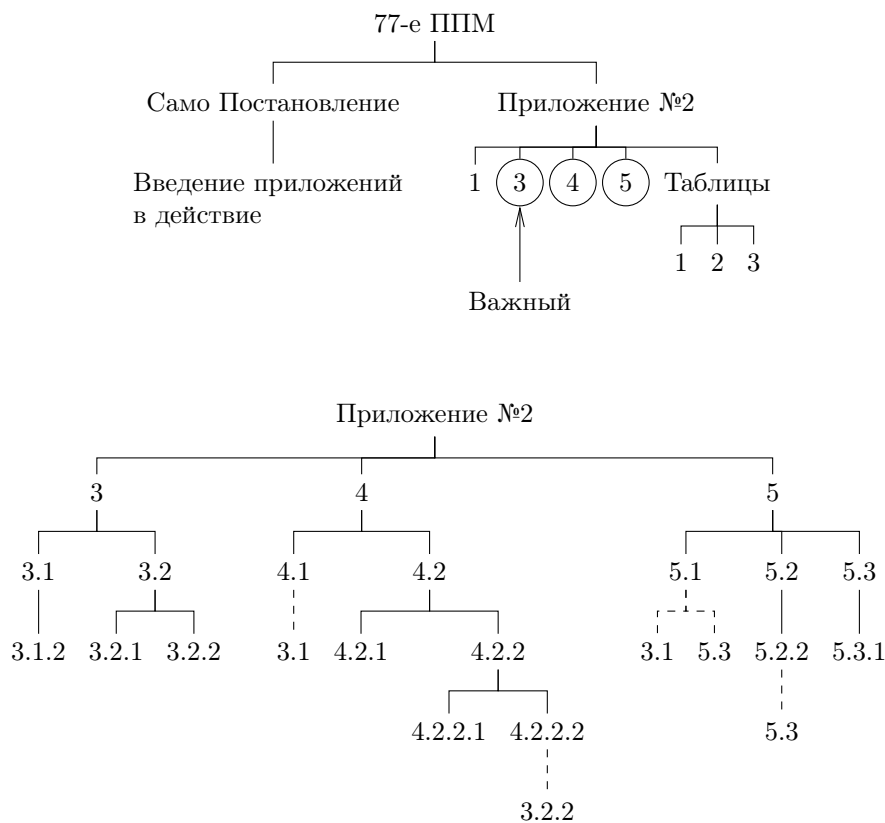 77-е ППМ
Само Постановление Приложение №2
1 3 4 5 Таблицы
Введение приложений
в действие
1 2 3
Важный
Приложение №2
3 4 5
3.1 3.2 4.1 4.2 5.1 5.2 5.3
3.1.2 3.2.1 3.2.2 3.1 4.2.1 4.2.2 3.1 5.3 5.2.2 5.3.1
4.2.2.1 4.2.2.2 5.3
3.2.2